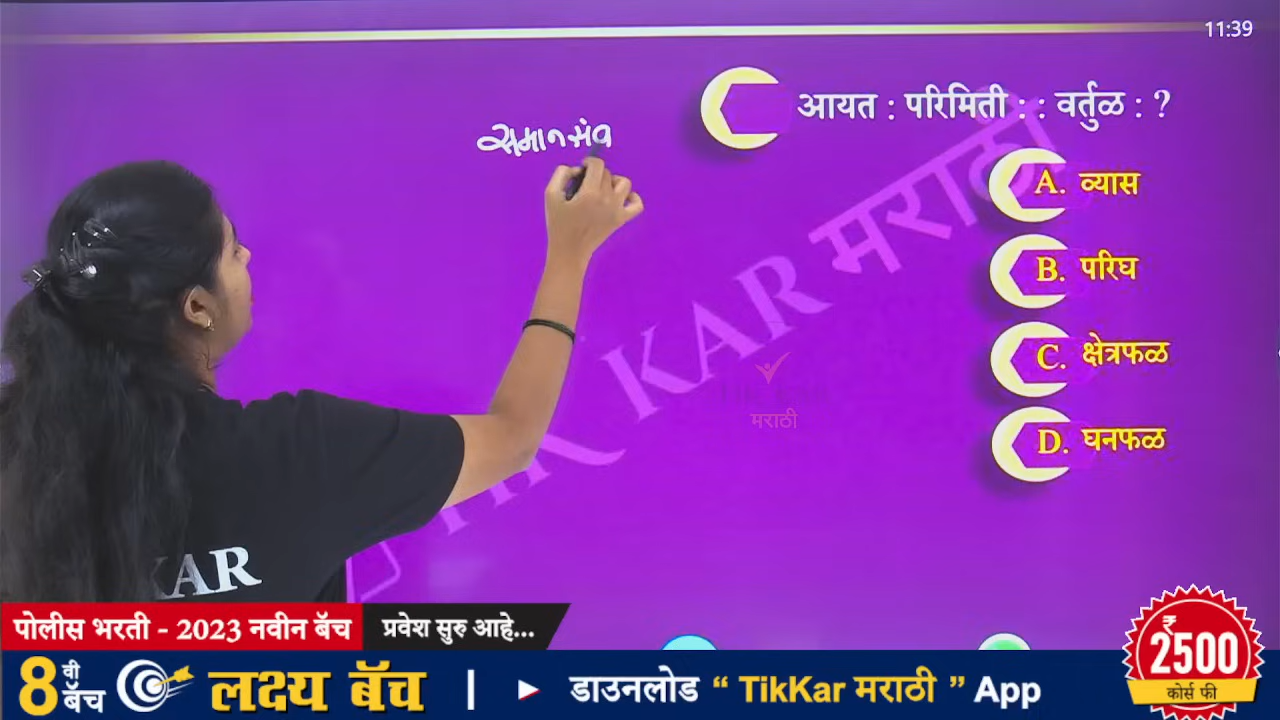 11:39
आयत : परिमिती : : वर्तुळ : ?
समानसंव
A. व्यास
B. परिघ
C. क्षेत्रफळ
D. घनफळ
TIK KAR मराठी
मराठी
KAR
पोलीस भरती - 2023 नवीन बॅच
प्रवेश सुरु आहे...
8 वी बॅच
लक्ष्य बॅच | डाउनलोड “ TikKar मराठी ” App
₹ 2500
कोर्स फी